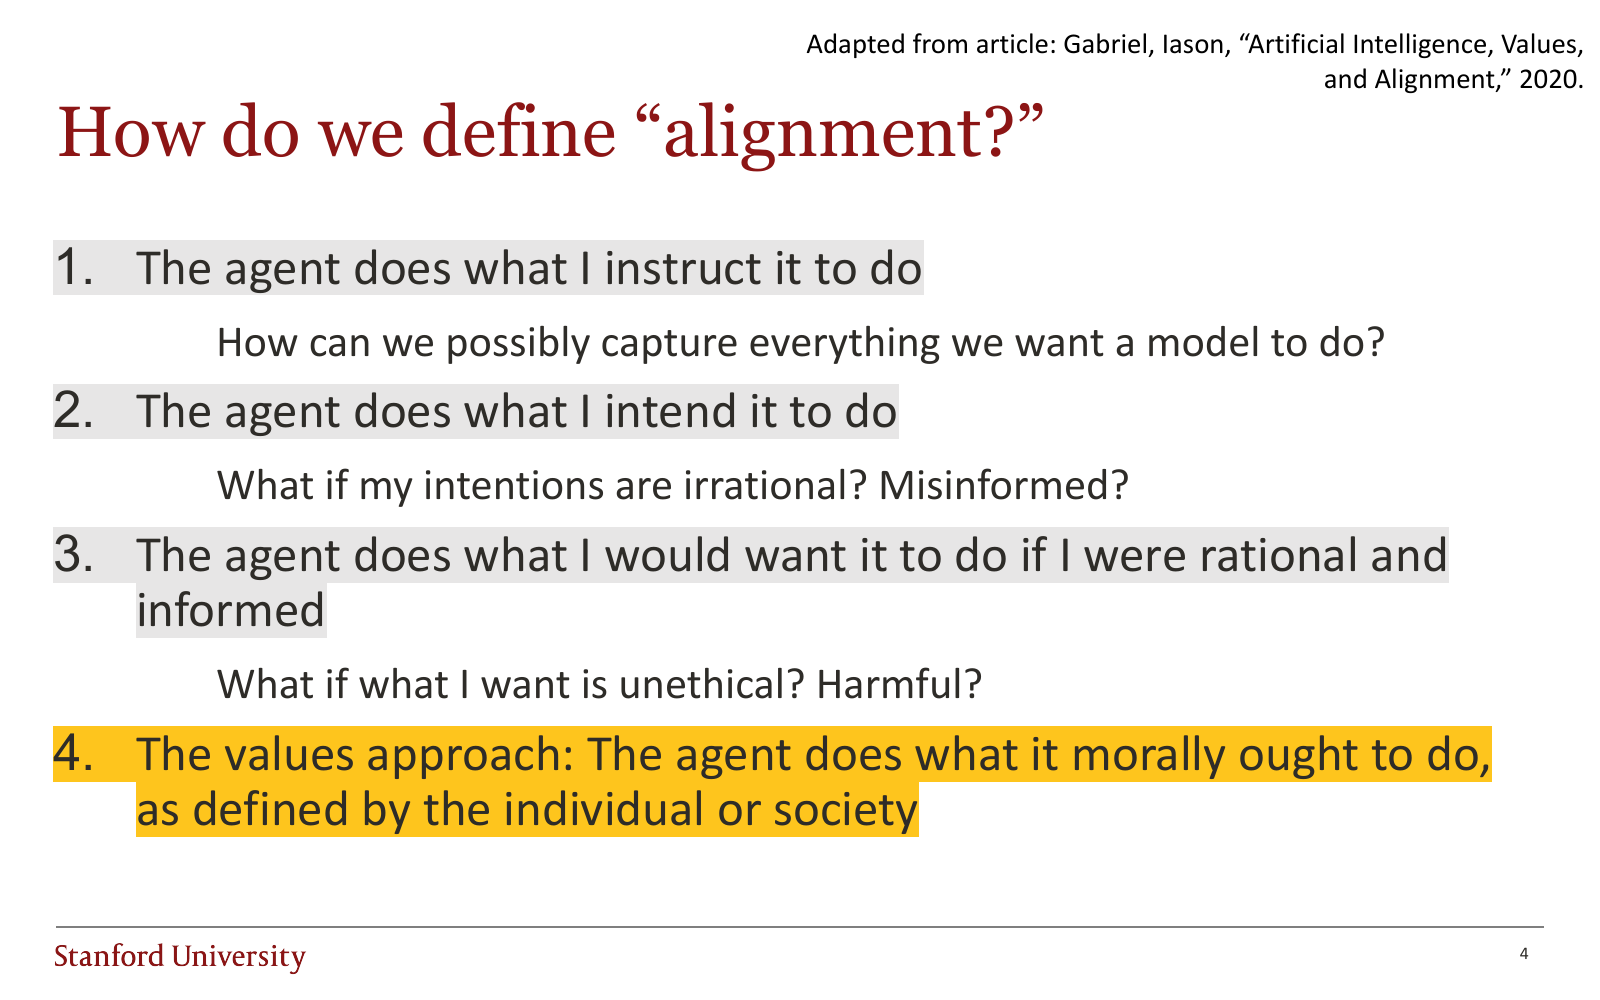 Adapted from article: Gabriel, Iason, “Artificial Intelligence, Values,
and Alignment,” 2020.
How do we define “alignment?”
1. The agent does what I instruct it to do
How can we possibly capture everything we want a model to do?
2. The agent does what I intend it to do
What if my intentions are irrational? Misinformed?
3. The agent does what I would want it to do if I were rational and
informed
What if what I want is unethical? Harmful?
4. The values approach: The agent does what it morally ought to do,
as defined by the individual or society
Stanford University
4